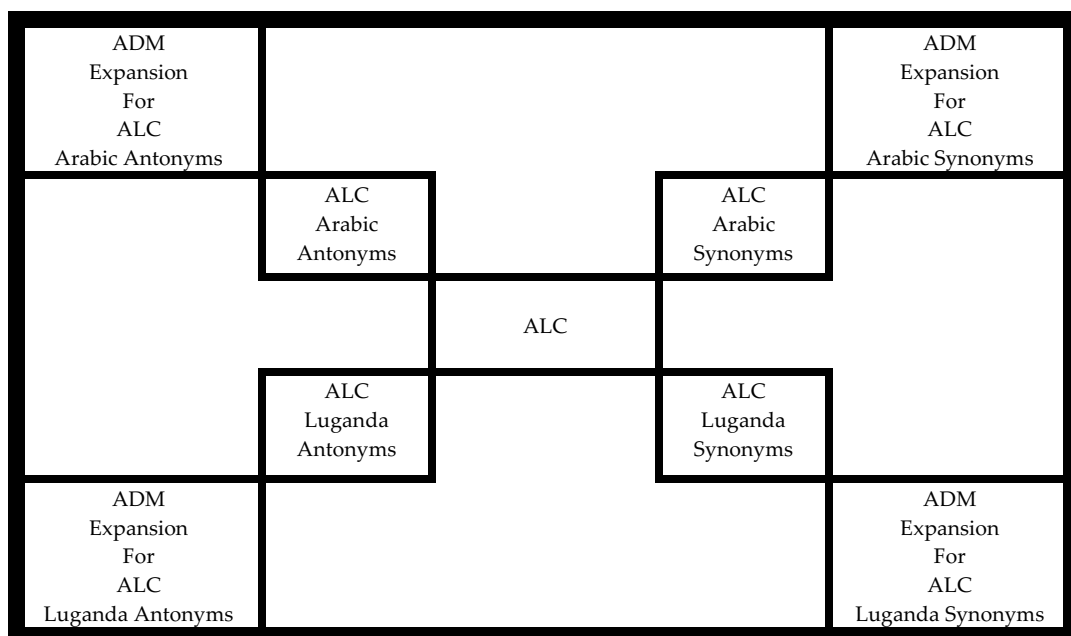 ADM
Expansion
For
ALC
Arabic Antonyms
ADM
Expansion
For
ALC
Arabic Synonyms
ALC
Arabic
Antonyms
ALC
Arabic
Synonyms
ALC
ALC
Luganda
Antonyms
ALC
Luganda
Synonyms
ADM
Expansion
For
ALC
Luganda Antonyms
ADM
Expansion
For
ALC
Luganda Synonyms